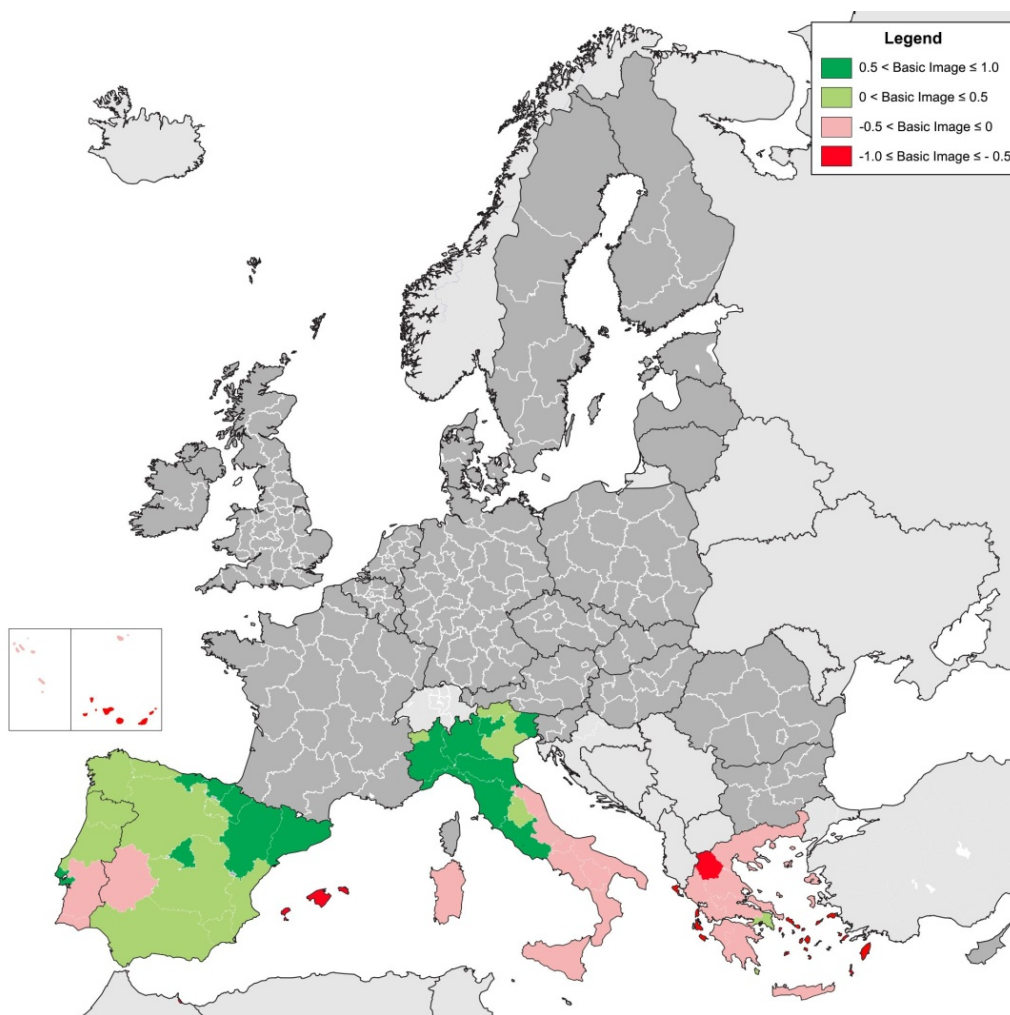 Legend
0.5 < Basic Image ≤ 1.0
0 < Basic Image ≤ 0.5
-0.5 < Basic Image ≤ 0
-1.0 ≤ Basic Image ≤ - 0.5